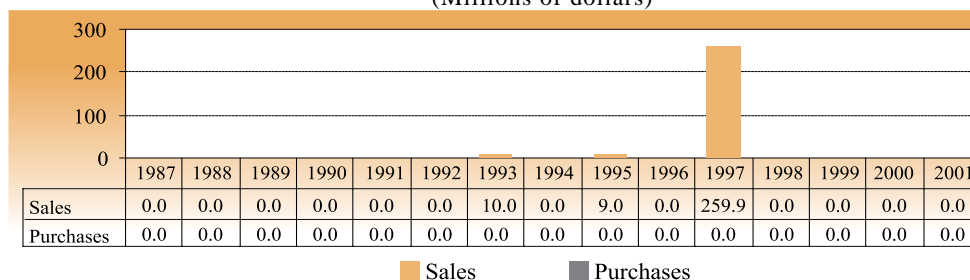 (Millions of dollars)
300
200
100
0
1987 1988 1989 1990 1991 1992 1993 1994 1995 1996 1997 1998 1999 2000 2001
Sales 0.0 0.0 0.0 0.0 0.0 0.0 10.0 0.0 9.0 0.0 259.9 0.0 0.0 0.0 0.0
Purchases 0.0 0.0 0.0 0.0 0.0 0.0 0.0 0.0 0.0 0.0 0.0 0.0 0.0 0.0 0.0
Sales Purchases